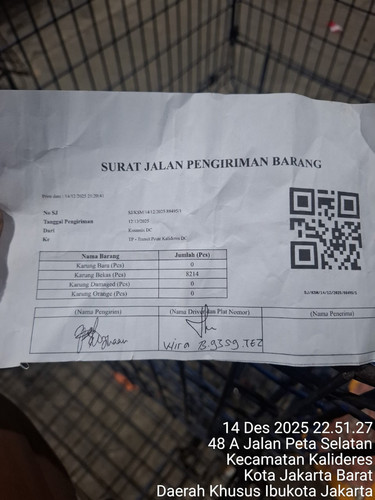 SURAT JALAN PENGIRIMAN BARANG
No SJ
Tanggal Pengiriman
Dari
Ke
Nama Barang Jumlah (Pcs)
Karung Baru (Pcs) 0
Karung Bekas (Pcs) 8214
Karung Damaged (Pcs) 0
Karung Orange (Pcs) 0
(Nama Pengirim) (Nama Driver dan Plat Nomor) (Nama Penerima)
Wira B.9359.TEZ
14 Des 2025 22.51.27
48 A Jalan Peta Selatan
Kecamatan Kalideres
Kota Jakarta Barat
Daerah Khusus Ibukota Jakarta